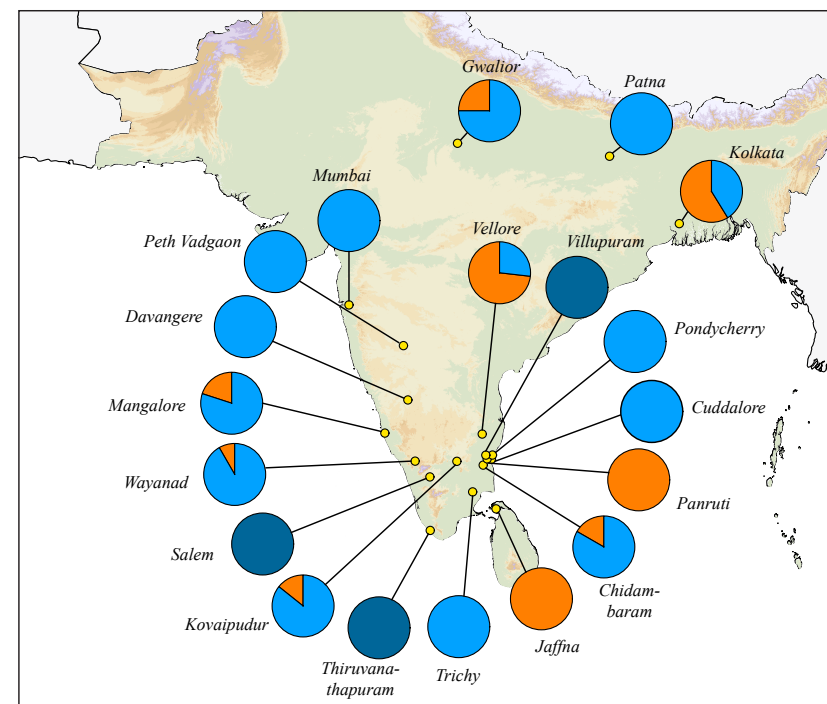 Gwalior
Patna
Kolkata
Mumbai
Vellore
Villupuram
Peth Vadgaon
Davangere
Pondycherry
Mangalore
Cuddalore
Wayanad
Panruti
Salem
Chidam-
baram
Kovaipudur
Jaffna
Thiruvana-
thapuram
Trichy